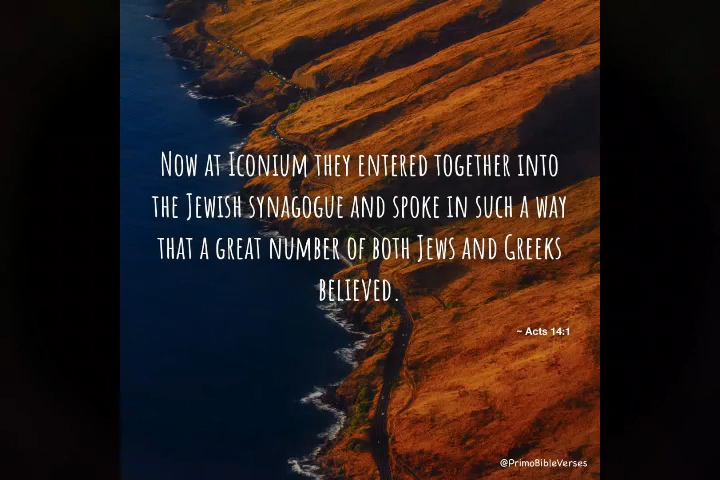 Now at Iconium they entered together into
the Jewish synagogue and spoke in such a way
that a great number of both Jews and Greeks
believed.
~ Acts 14:1
@PrimoBibleVerses